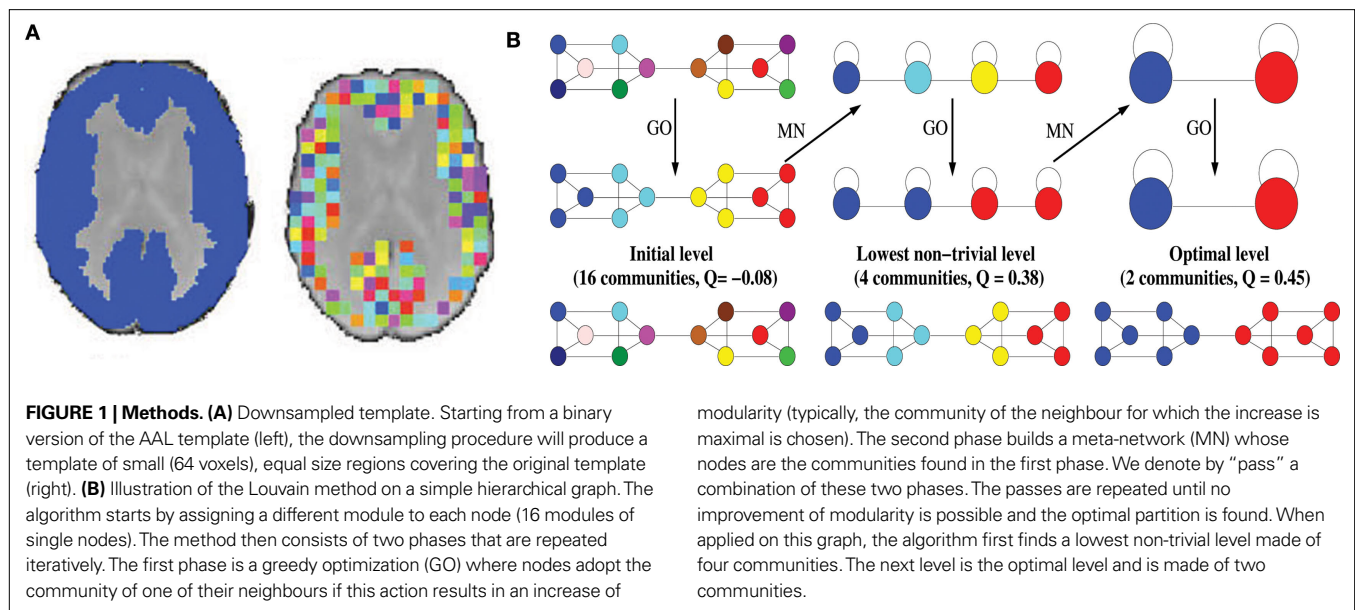 A
B
GO
MN
GO
MN
GO
Initial level
(16 communities, Q= −0.08)
Lowest non−trivial level
(4 communities, Q = 0.38)
Optimal level
(2 communities, Q = 0.45)
FIGURE 1 | Methods. (A) Downsampled template. Starting from a binary
version of the AAL template (left), the downsampling procedure will produce a
template of small (64 voxels), equal size regions covering the original template
(right). (B) Illustration of the Louvain method on a simple hierarchical graph. The
algorithm starts by assigning a different module to each node (16 modules of
single nodes). The method then consists of two phases that are repeated
iteratively. The first phase is a greedy optimization (GO) where nodes adopt the
community of one of their neighbours if this action results in an increase of
modularity (typically, the community of the neighbour for which the increase is
maximal is chosen). The second phase builds a meta-network (MN) whose
nodes are the communities found in the first phase. We denote by “pass” a
combination of these two phases. The passes are repeated until no
improvement of modularity is possible and the optimal partition is found. When
applied on this graph, the algorithm first finds a lowest non-trivial level made of
four communities. The next level is the optimal level and is made of two
communities.